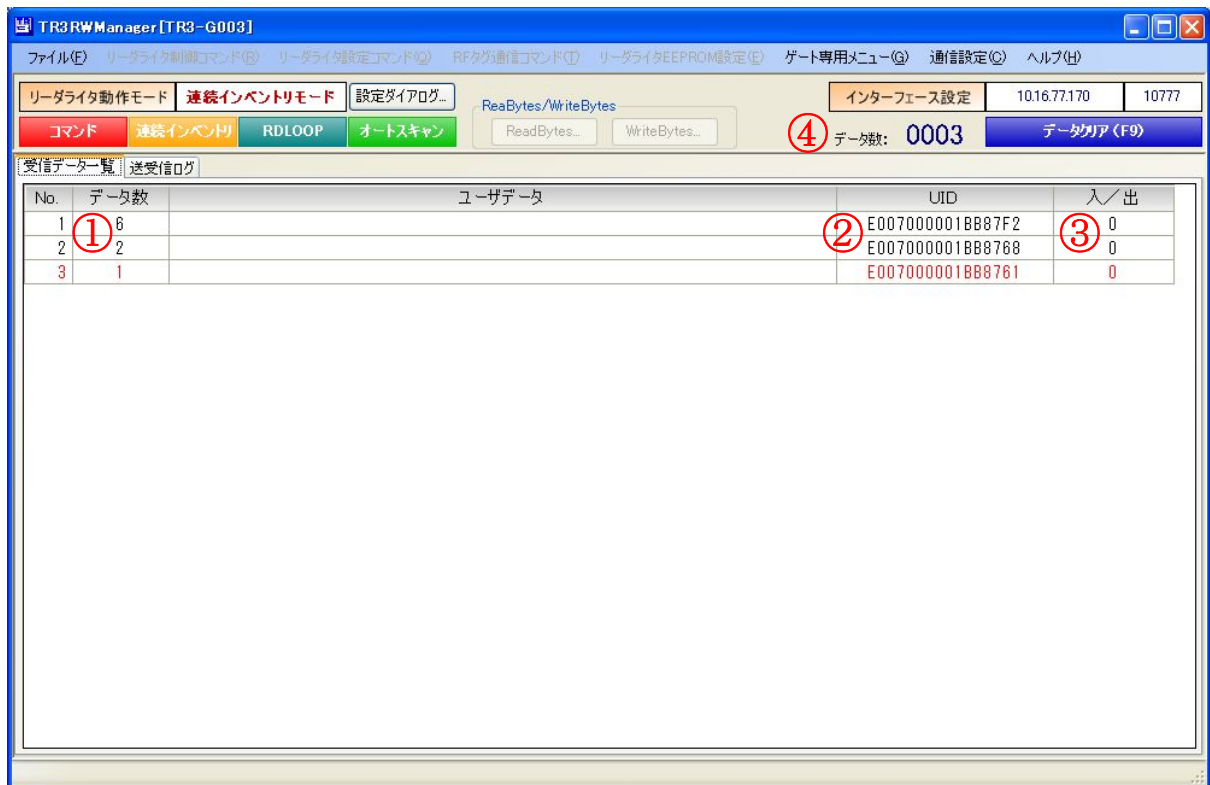 TR3RWManager[TR3-G003]
ファイル(F) リーダライタ制御コマンド(R) リーダライタ設定コマンド(Q) RFタグ通信コマンド(T) リーダライタEEPROM設定(E) ゲート専用メニュー(G) 通信設定(C) ヘルプ(H)
リーダライタ動作モード 連続インベントリモード 設定ダイアログ... ReaBytes/WriteBytes インターフェース設定 10.16.77.170 10777
コマンド 連続インベントリ RDLOOP オートスキャン ReadBytes... WriteBytes... ④ データ数: 0003 データクリア(F9)
受信データ一覧 送受信ログ
No. データ数 ユーザデータ UID 入/出
1 6 E007000001BB87F2 0
① ② ③
2 2 E007000001BB8768 0
3 1 E007000001BB8761 0